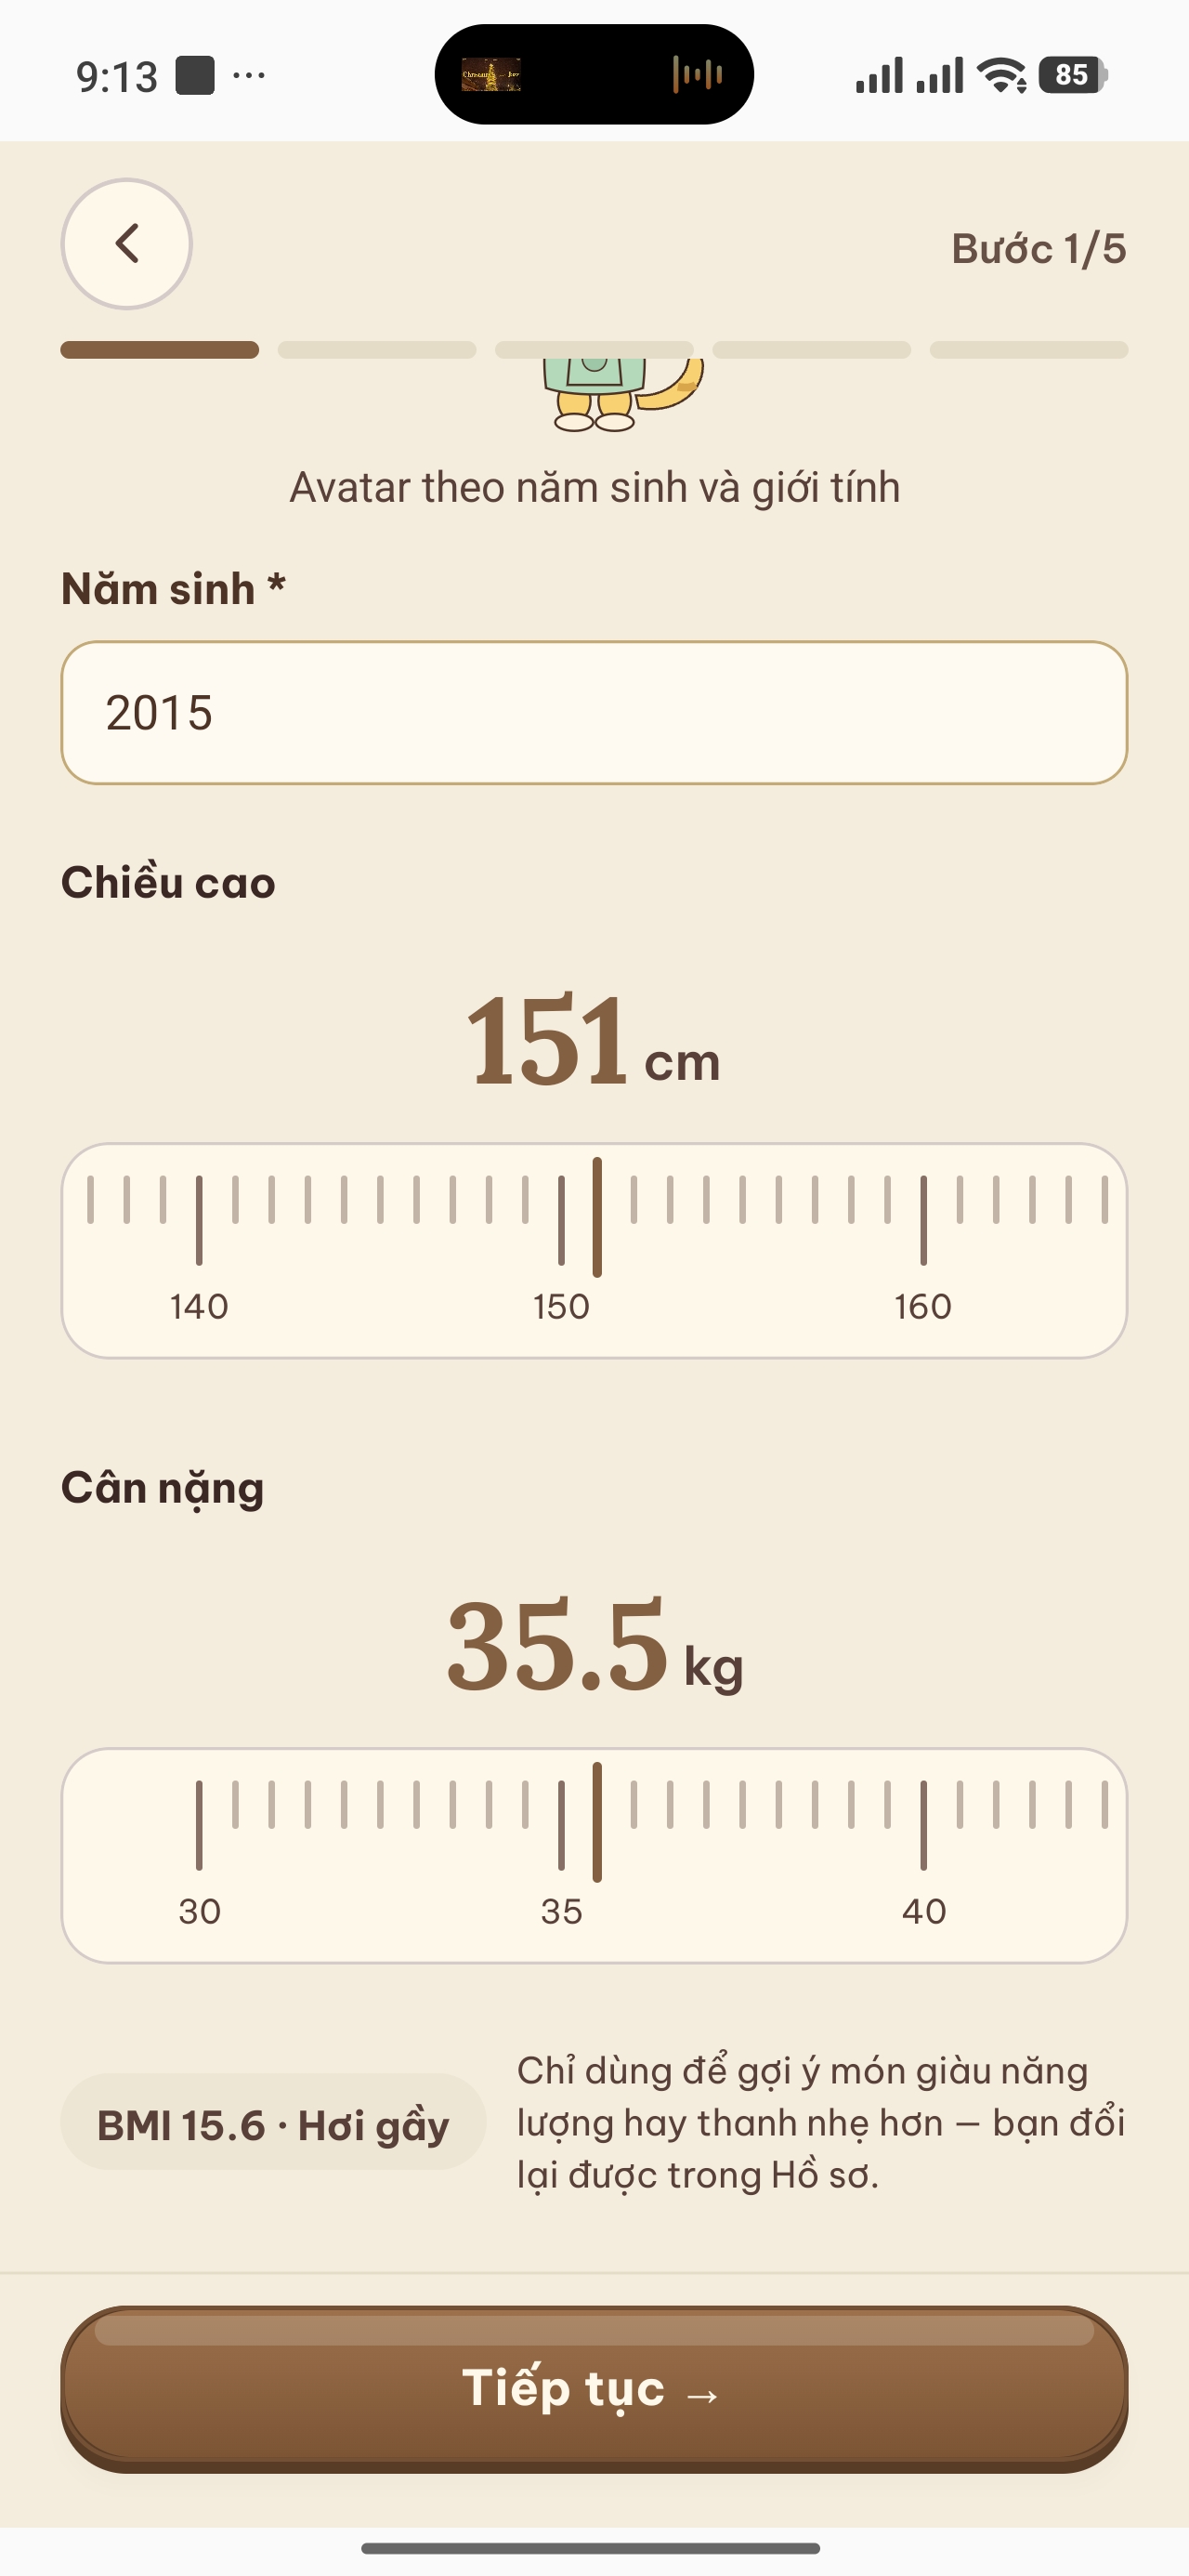 9:13 ...
85
Bước 1/5
Avatar theo năm sinh và giới tính
Năm sinh *
2015
Chiều cao
151 cm
140 150 160
Cân nặng
35.5 kg
30 35 40
BMI 15.6 · Hơi gầy
Chỉ dùng để gợi ý món giàu năng
lượng hay thanh nhẹ hơn — bạn đổi
lại được trong Hồ sơ.
Tiếp tục →